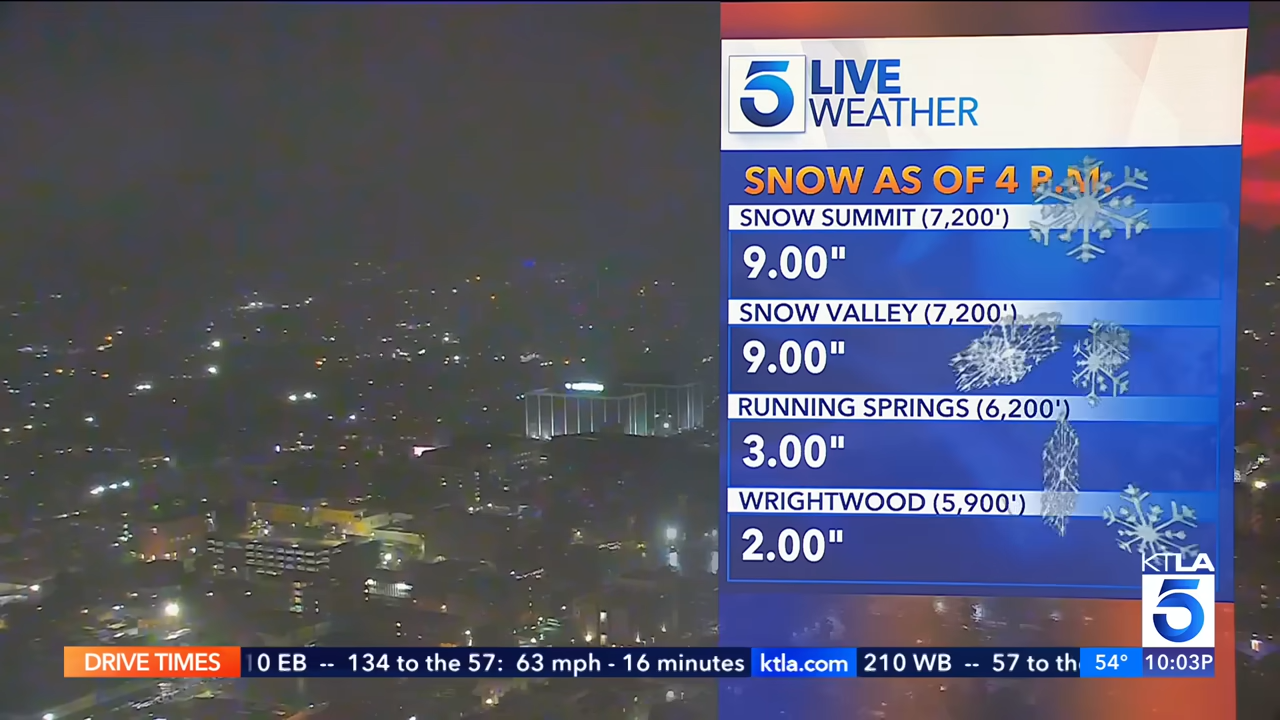 5 LIVE
WEATHER
SNOW AS OF 4 P.M.
SNOW SUMMIT (7,200')
9.00"
SNOW VALLEY (7,200')
9.00"
RUNNING SPRINGS (6,200')
3.00"
WRIGHTWOOD (5,900')
2.00"
KTLA
5
DRIVE TIMES 10 EB -- 134 to the 57: 63 mph - 16 minutes ktla.com 210 WB -- 57 to th 54° 10:03P